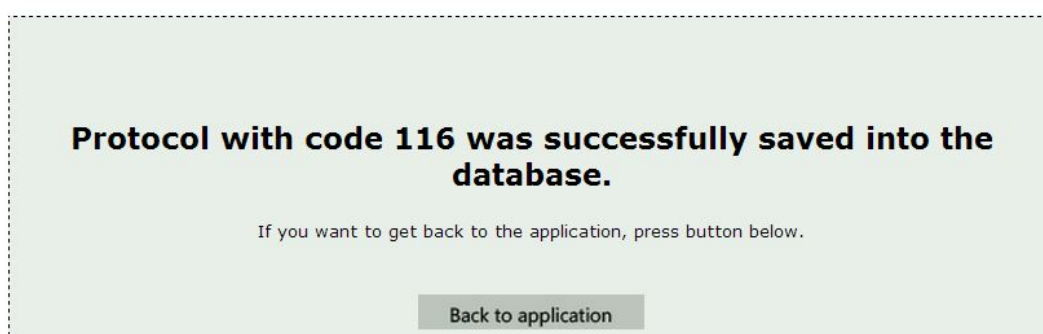 Protocol with code 116 was successfully saved into the
database.
If you want to get back to the application, press button below.
Back to application